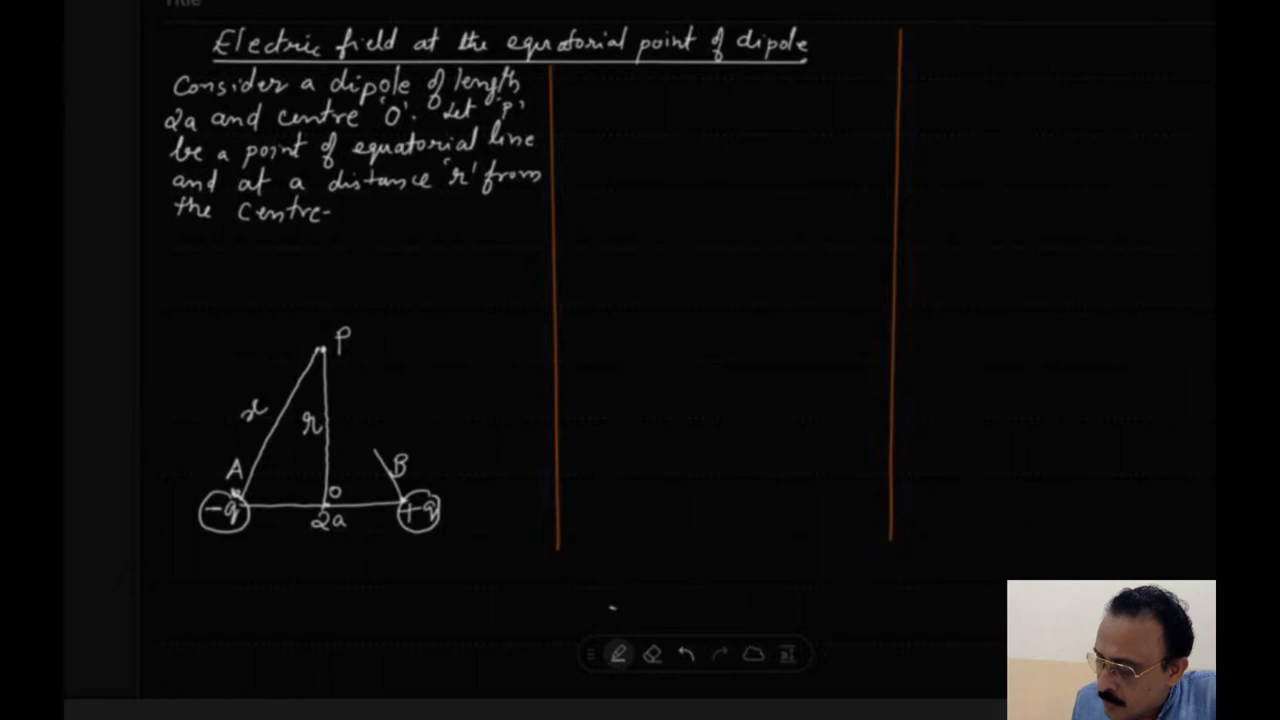 Title
Electric field at the equatorial point of dipole
Consider a dipole of length
2a and centre 'O'. Let 'P'
be a point of equatorial line
and at a distance 'r' from
the centre-
P
x
r
A
B
O
-q
2a
+q